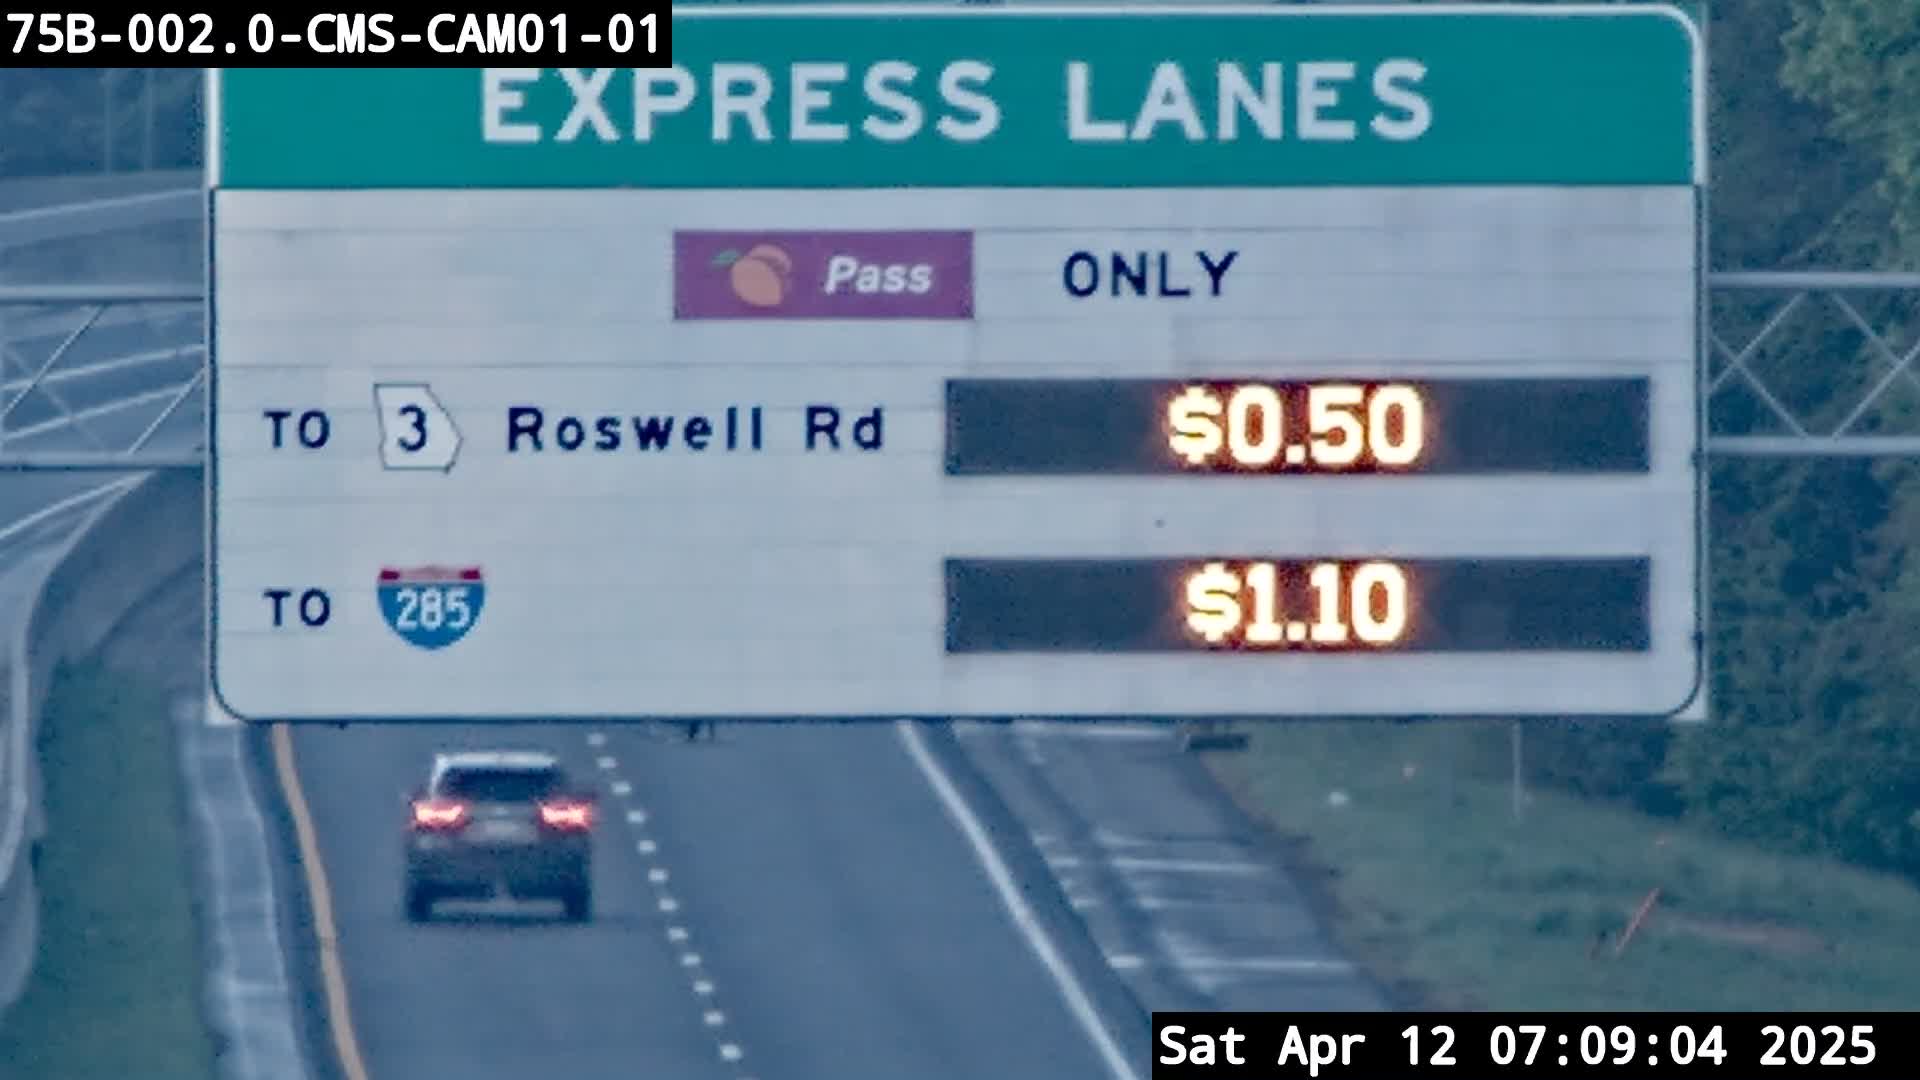 75B-002.0-CMS-CAM01-01
EXPRESS LANES
Pass ONLY
TO 3 Roswell Rd $0.50
TO 285 $1.10
Sat Apr 12 07:09:04 2025